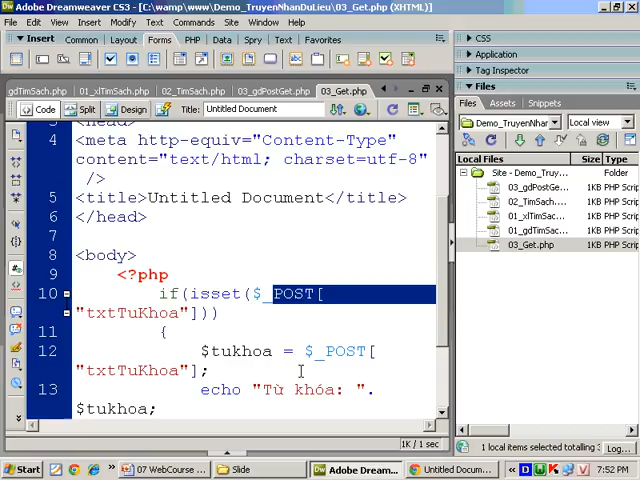 Adobe Dreamweaver CS3 - [C:\wamp\www\Demo_TruyenNhanDuLieu\03_Get.php (XHTML)]
File Edit View Insert Modify Text Commands Site Window Help
Insert Common Layout Forms PHP Data Spry Text Favorites
CSS
Application
Tag Inspector
Files
gdTimSach.php 01_xlTimSach.php 02_TimSach.php 03_gdPostGet.php 03_Get.php
Code Split Design Title: Untitled Document
Files Assets Snippets
Demo_TruyenNhar Local view
Local Files Size Type
Site - Demo_Truy... Folder
03_gdPostGe... 1KB PHP Scrip
02_TimSach.... 1KB PHP Scrip
01_xlTimSac... 1KB PHP Scrip
01_gdTimSac... 1KB PHP Scrip
03_Get.php 1KB PHP Scrip
3 <head>
4 <meta http-equiv="Content-Type"
content="text/html; charset=utf-8"
/>
5 <title>Untitled Document</title>
6 </head>
7
8 <body>
9 <?php
10 if(isset($_POST[
"txtTuKhoa"]))
11 {
12 $tukhoa = $_POST[
"txtTuKhoa"];
13 echo "Từ khóa: ".
$tukhoa;
1K / 1 sec
1 local items selected totalling 3 Log...
Start 07 WebCourse ... Slide Adobe Drea... Untitled Docum... 7:52 PM